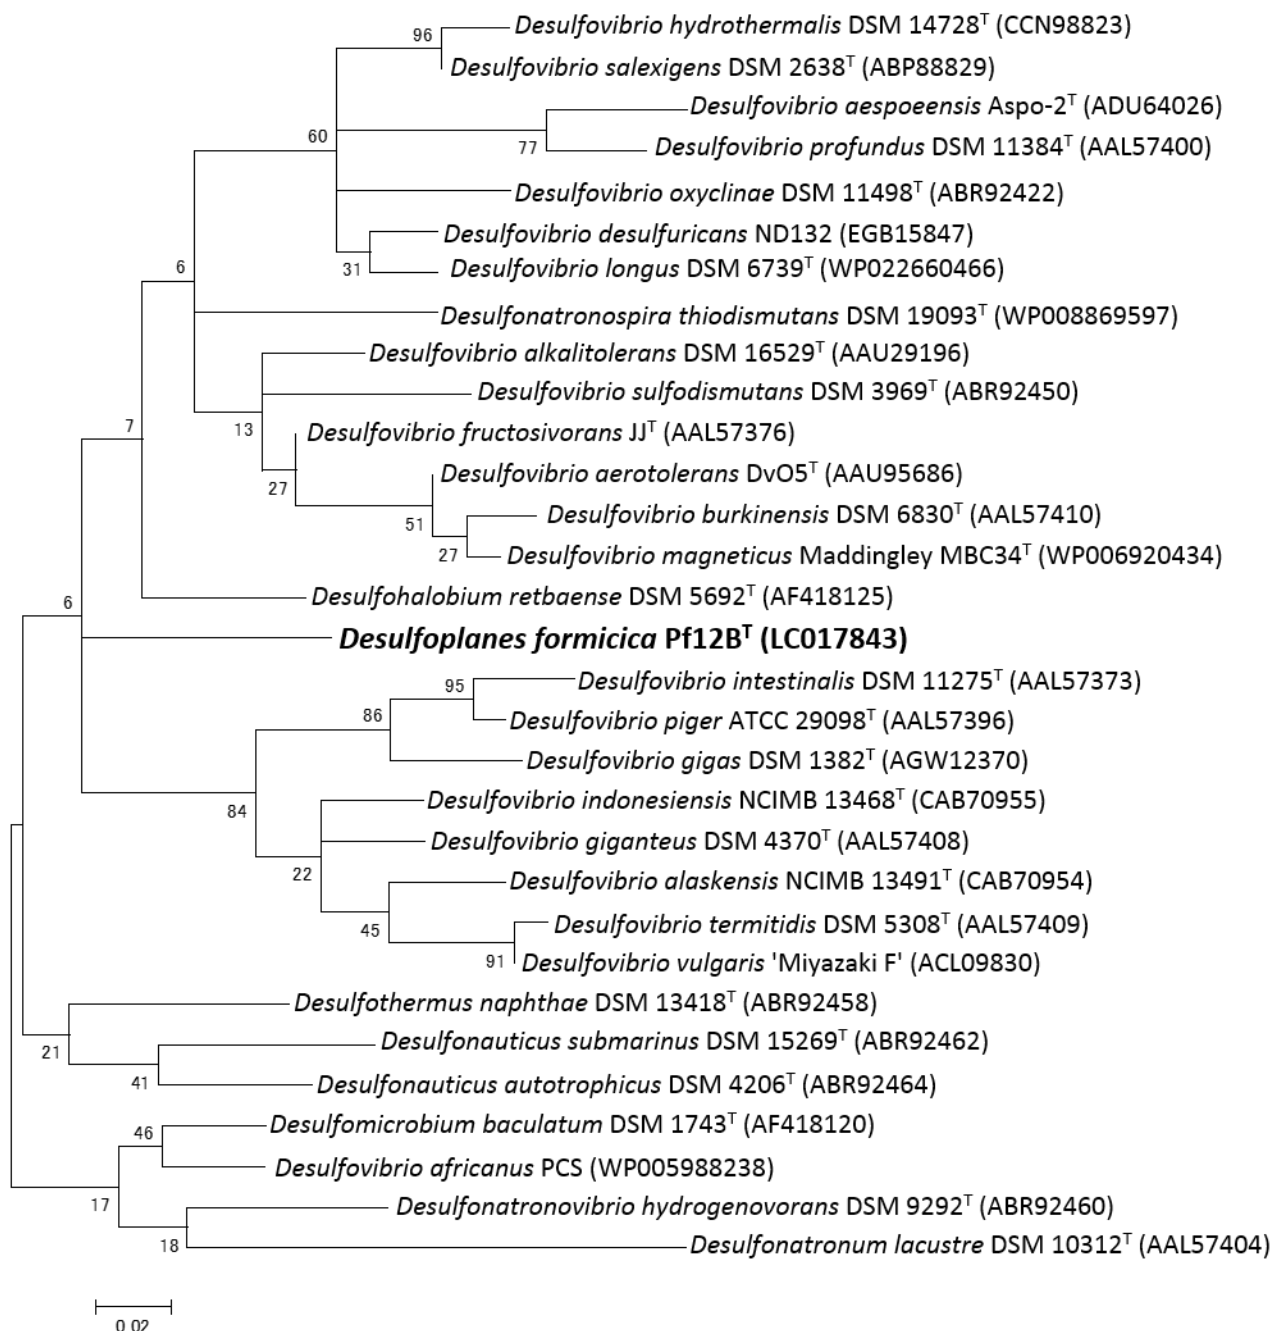 96
Desulfovibrio hydrothermalis DSM 14728ᵀ (CCN98823)
Desulfovibrio salexigens DSM 2638ᵀ (ABP88829)
Desulfovibrio aespoeensis Aspo-2ᵀ (ADU64026)
60
77
Desulfovibrio profundus DSM 11384ᵀ (AAL57400)
Desulfovibrio oxyclinae DSM 11498ᵀ (ABR92422)
Desulfovibrio desulfuricans ND132 (EGB15847)
31
Desulfovibrio longus DSM 6739ᵀ (WP022660466)
6
Desulfonatronospira thiodismutans DSM 19093ᵀ (WP008869597)
Desulfovibrio alkalitolerans DSM 16529ᵀ (AAU29196)
Desulfovibrio sulfodismutans DSM 3969ᵀ (ABR92450)
7
13
Desulfovibrio fructosivorans JJᵀ (AAL57376)
Desulfovibrio aerotolerans DvO5ᵀ (AAU95686)
27
51
Desulfovibrio burkinensis DSM 6830ᵀ (AAL57410)
27
Desulfovibrio magneticus Maddingley MBC34ᵀ (WP006920434)
6
Desulfohalobium retbaense DSM 5692ᵀ (AF418125)
Desulfoplanes formicica Pf12Bᵀ (LC017843)
95
Desulfovibrio intestinalis DSM 11275ᵀ (AAL57373)
86
Desulfovibrio piger ATCC 29098ᵀ (AAL57396)
Desulfovibrio gigas DSM 1382ᵀ (AGW12370)
84
Desulfovibrio indonesiensis NCIMB 13468ᵀ (CAB70955)
Desulfovibrio giganteus DSM 4370ᵀ (AAL57408)
22
Desulfovibrio alaskensis NCIMB 13491ᵀ (CAB70954)
45
Desulfovibrio termitidis DSM 5308ᵀ (AAL57409)
91
Desulfovibrio vulgaris 'Miyazaki F' (ACL09830)
Desulfothermus naphthae DSM 13418ᵀ (ABR92458)
21
Desulfonauticus submarinus DSM 15269ᵀ (ABR92462)
41
Desulfonauticus autotrophicus DSM 4206ᵀ (ABR92464)
46
Desulfomicrobium baculatum DSM 1743ᵀ (AF418120)
Desulfovibrio africanus PCS (WP005988238)
17
Desulfonatronovibrio hydrogenovorans DSM 9292ᵀ (ABR92460)
18
Desulfonatronum lacustre DSM 10312ᵀ (AAL57404)
0.02